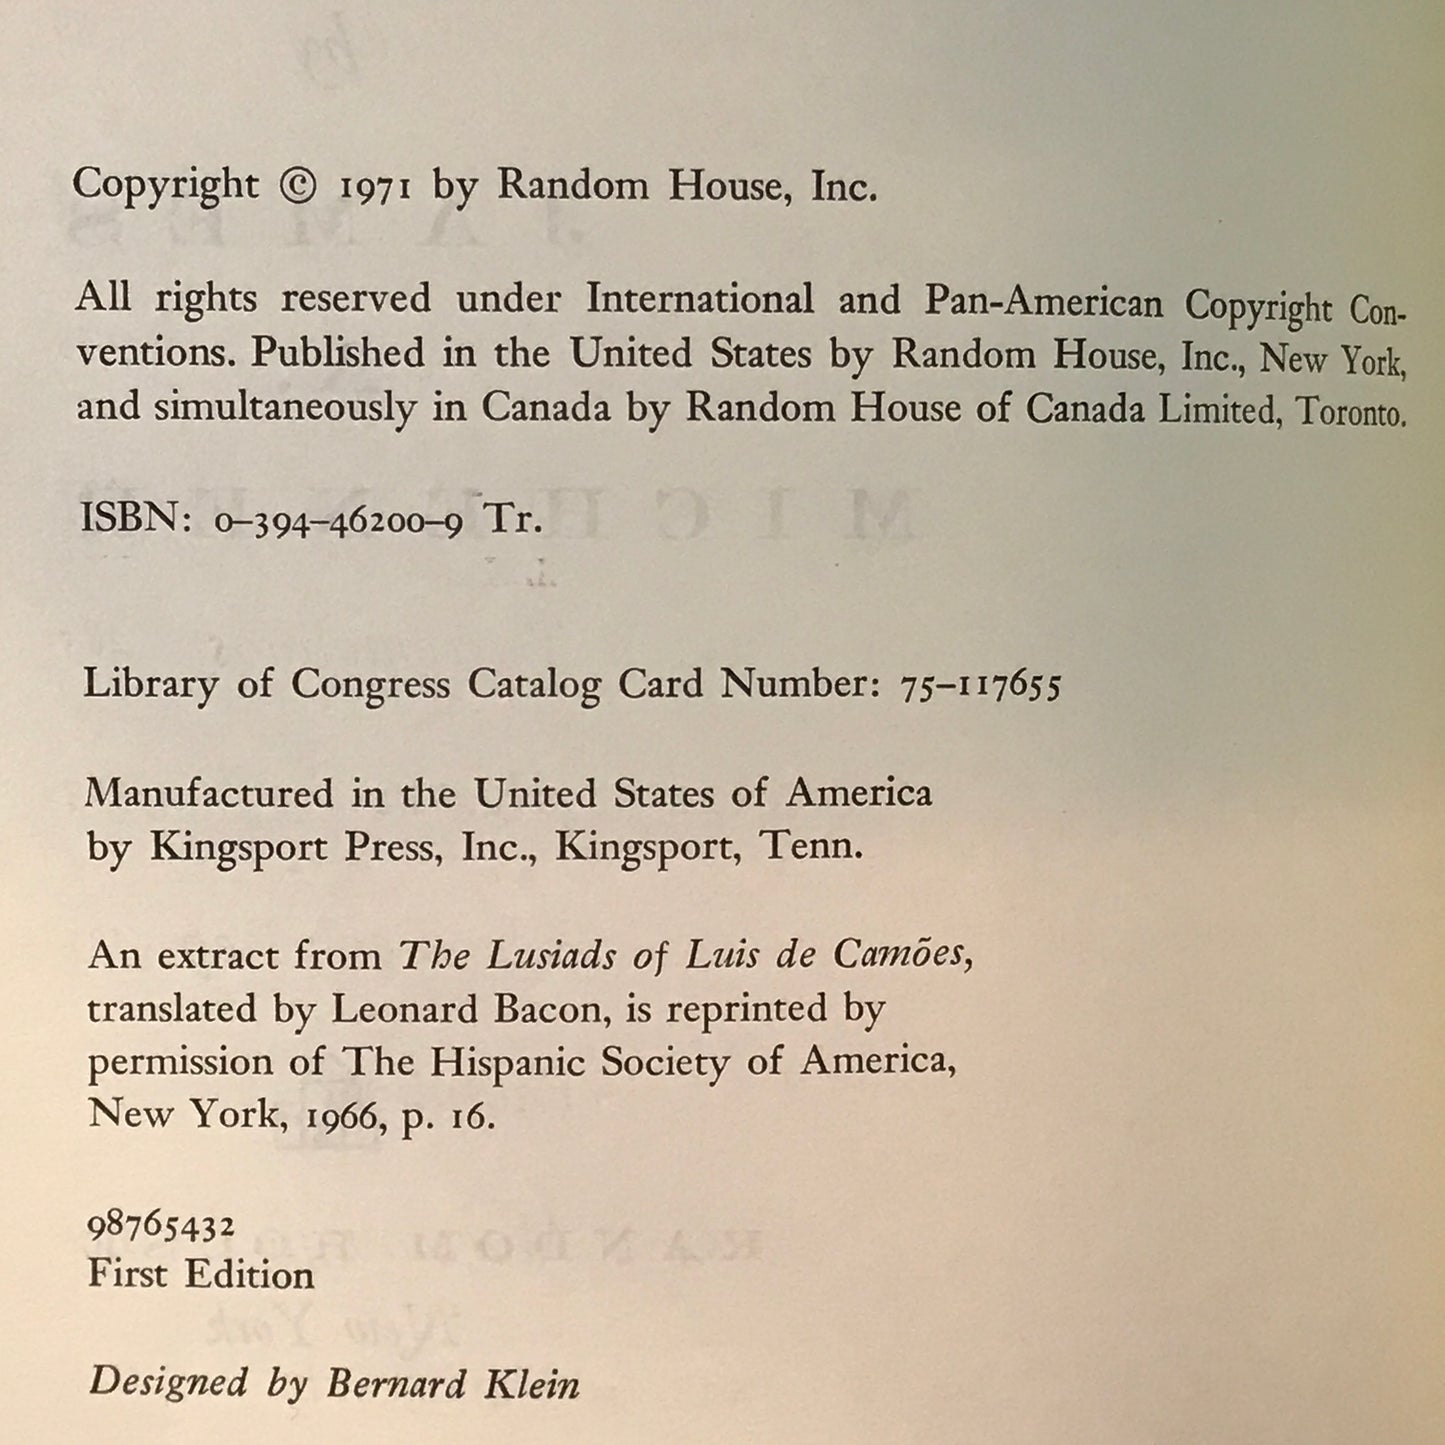 Copyright © 1971 by Random House, Inc.
All rights reserved under International and Pan-American Copyright Con-
ventions. Published in the United States by Random House, Inc., New York,
and simultaneously in Canada by Random House of Canada Limited, Toronto.
ISBN: 0–394–46200–9 Tr.
Library of Congress Catalog Card Number: 75–117655
Manufactured in the United States of America
by Kingsport Press, Inc., Kingsport, Tenn.
An extract from The Lusiads of Luis de Camões,
translated by Leonard Bacon, is reprinted by
permission of The Hispanic Society of America,
New York, 1966, p. 16.
98765432
First Edition
Designed by Bernard Klein